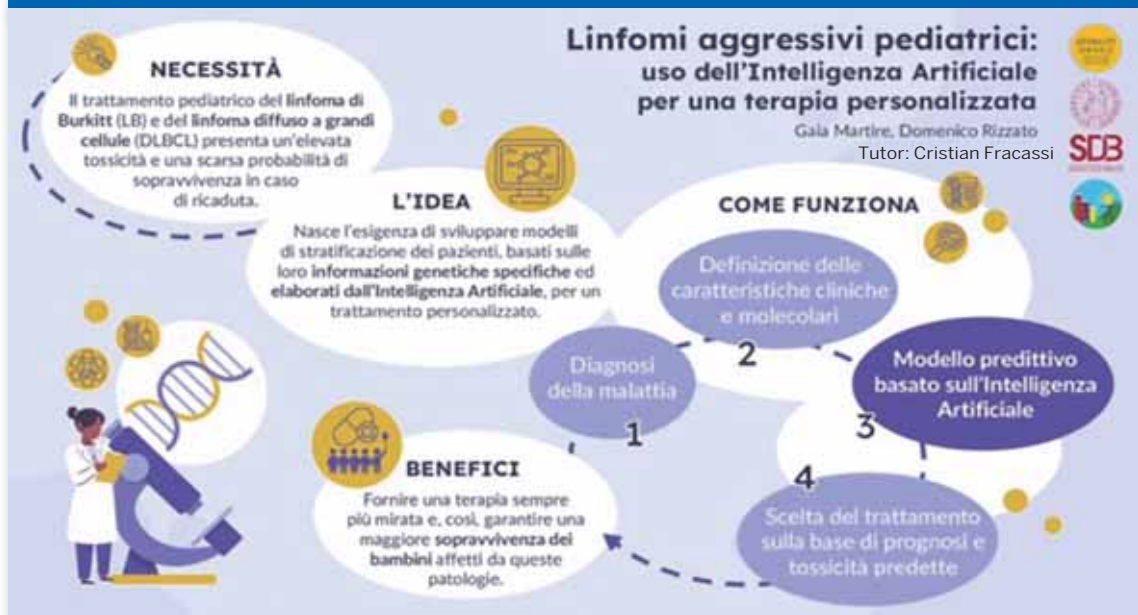 Linfomi aggressivi pediatrici:
uso dell'Intelligenza Artificiale
per una terapia personalizzata
Gaia Martire, Domenico Rizzato
Tutor: Cristian Fracassi
SDB
NECESSITÀ
Il trattamento pediatrico del linfoma di
Burkitt (LB) e del linfoma diffuso a grandi
cellule (DLBCL) presenta un'elevata
tossicità e una scarsa probabilità di
sopravvivenza in caso
di ricaduta.
L'IDEA
Nasce l'esigenza di sviluppare modelli
di stratificazione dei pazienti, basati sulle
loro informazioni genetiche specifiche ed
elaborati dall'Intelligenza Artificiale, per un
trattamento personalizzato.
COME FUNZIONA
Diagnosi
della malattia
1
Definizione delle
caratteristiche cliniche
e molecolari
2
Modello predittivo
basato sull'Intelligenza
Artificiale
3
4
Scelta del trattamento
sulla base di prognosi e
tossicità predette
BENEFICI
Fornire una terapia sempre
più mirata e, così, garantire una
maggiore sopravvivenza dei
bambini affetti da queste
patologie.